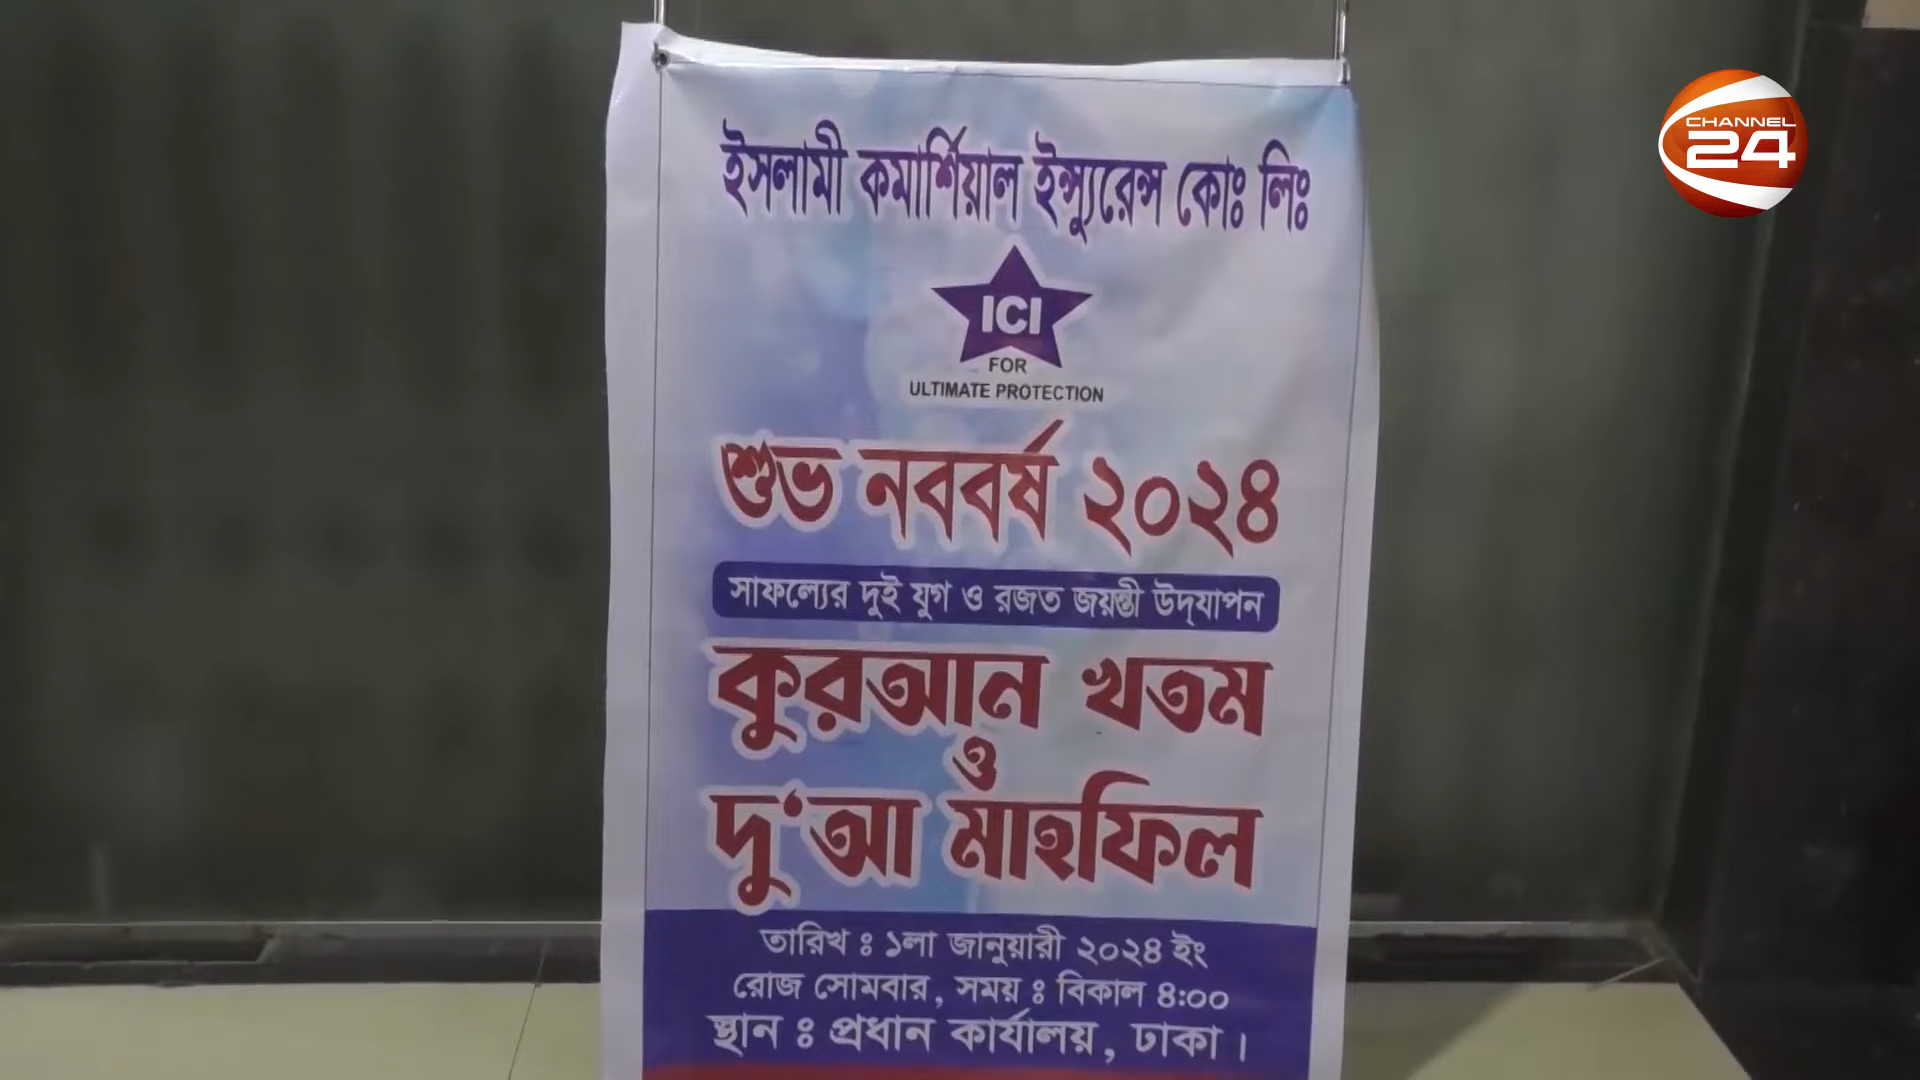 ইসলামী কমার্শিয়াল ইন্স্যুরেন্স কোঃ লিঃ
CHANNEL
24
ICI
FOR
ULTIMATE PROTECTION
শুভ নববর্ষ ২০২৪
সাফল্যের দুই যুগ ও রজত জয়ন্তী উদ্‌যাপন
কুরআন খতম
ও
দু‘আ মাহফিল
তারিখ ঃ ১লা জানুয়ারী ২০২৪ ইং
রোজ সোমবার, সময় ঃ বিকাল ৪:০০
স্থান ঃ প্রধান কার্যালয়, ঢাকা।